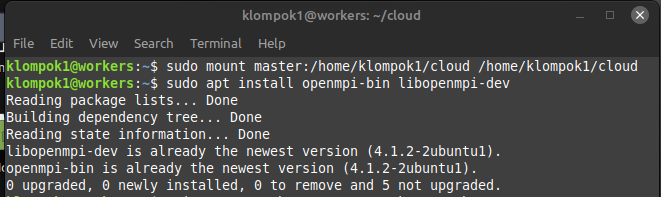 klompok1@workers: ~/cloud
File Edit View Search Terminal Help
klompok1@workers:~$ sudo mount master:/home/klompok1/cloud /home/klompok1/cloud
klompok1@workers:~$ sudo apt install openmpi-bin libopenmpi-dev
Reading package lists... Done
Building dependency tree... Done
Reading state information... Done
libopenmpi-dev is already the newest version (4.1.2-2ubuntu1).
openmpi-bin is already the newest version (4.1.2-2ubuntu1).
0 upgraded, 0 newly installed, 0 to remove and 5 not upgraded.